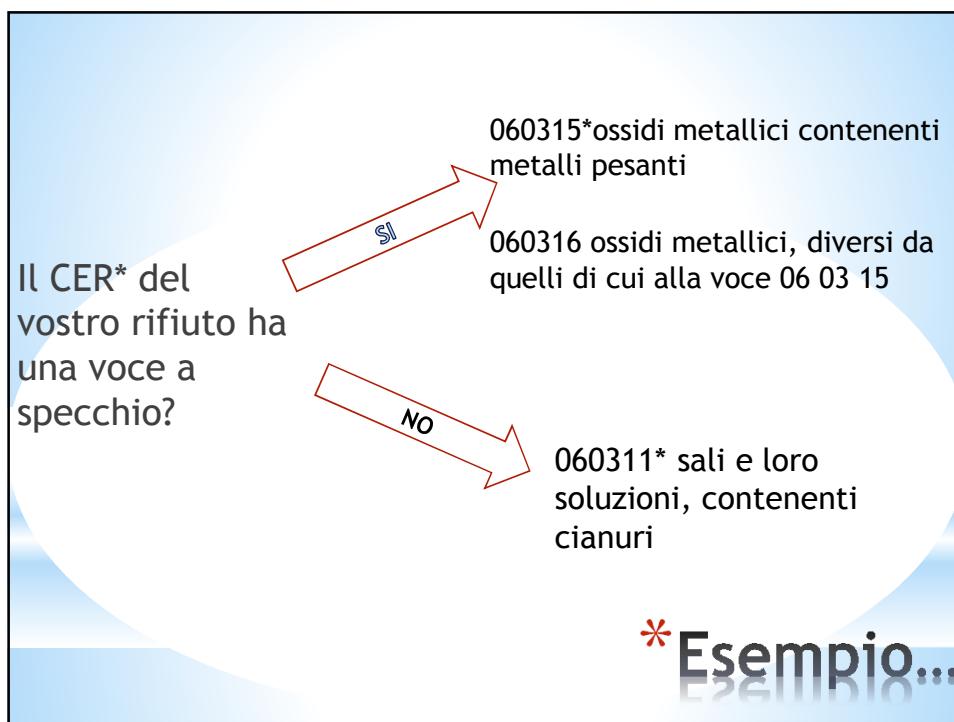 060315*ossidi metallici contenenti
metalli pesanti
SI
060316 ossidi metallici, diversi da
quelli di cui alla voce 06 03 15
Il CER* del
vostro rifiuto ha
una voce a
specchio?
NO
060311* sali e loro
soluzioni, contenenti
cianuri
*Esempio...